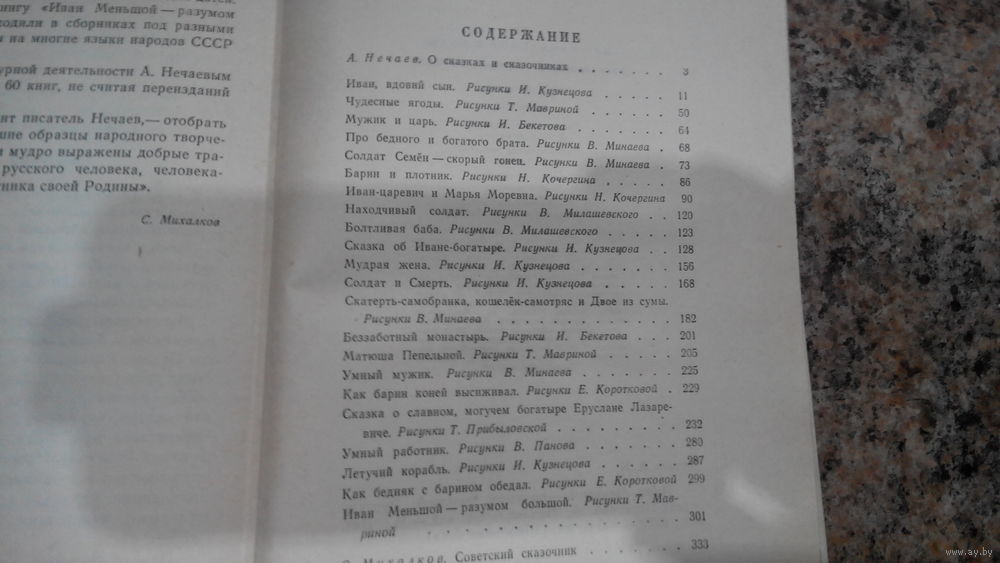 нигу «Иван Меньшой — разумом
ходили в сборниках под разными
ы на многие языки народов СССР
урной деятельности А. Нечаевым
60 книг, не считая переизданий
ит писатель Нечаев,— отобрать
шие образцы народного творче-
и мудро выражены добрые тра-
русского человека, человека-
ника своей Родины».
С. Михалков
СОДЕРЖАНИЕ
А. Нечаев. О сказках и сказочниках . . . . . . . 3
Иван, вдовий сын. Рисунки И. Кузнецова . . . . . 11
Чудесные ягоды. Рисунки Т. Мавриной . . . . . 50
Мужик и царь. Рисунки И. Бекетова . . . . . . 64
Про бедного и богатого брата. Рисунки В. Минаева . 68
Солдат Семён — скорый гонец. Рисунки В. Минаева . 73
Барин и плотник. Рисунки Н. Кочергина . . . . . 86
Иван-царевич и Марья Моревна. Рисунки Н. Кочергина 90
Находчивый солдат. Рисунки В. Милашевского . . 120
Болтливая баба. Рисунки В. Милашевского . . . . 123
Сказка об Иване-богатыре. Рисунки И. Кузнецова . . 128
Мудрая жена. Рисунки И. Кузнецова . . . . . . . 156
Солдат и Смерть. Рисунки И. Кузнецова . . . . . 168
Скатерть-самобранка, кошелёк-самотряс и Двое из сумы.
Рисунки В. Минаева . . . . . . . . . . . . 182
Беззаботный монастырь. Рисунки И. Бекетова . . . 201
Матюша Пепельной. Рисунки Т. Мавриной . . . . . 205
Умный мужик. Рисунки В. Минаева . . . . . . 225
Как барин коней высиживал. Рисунки Е. Коротковой . 229
Сказка о славном, могучем богатыре Еруслане Лазаре-
виче. Рисунки Т. Прибыловской . . . . . . . . . 232
Умный работник. Рисунки В. Панова . . . . . . 280
Летучий корабль. Рисунки И. Кузнецова . . . . . 287
Как бедняк с барином обедал. Рисунки Е. Коротковой 299
Иван Меньшой — разумом большой. Рисунки Т. Мав-
риной . . . . . . . . . . . . . 301
Михалков. Советский сказочник . . . . . . . 333
www.ay.by